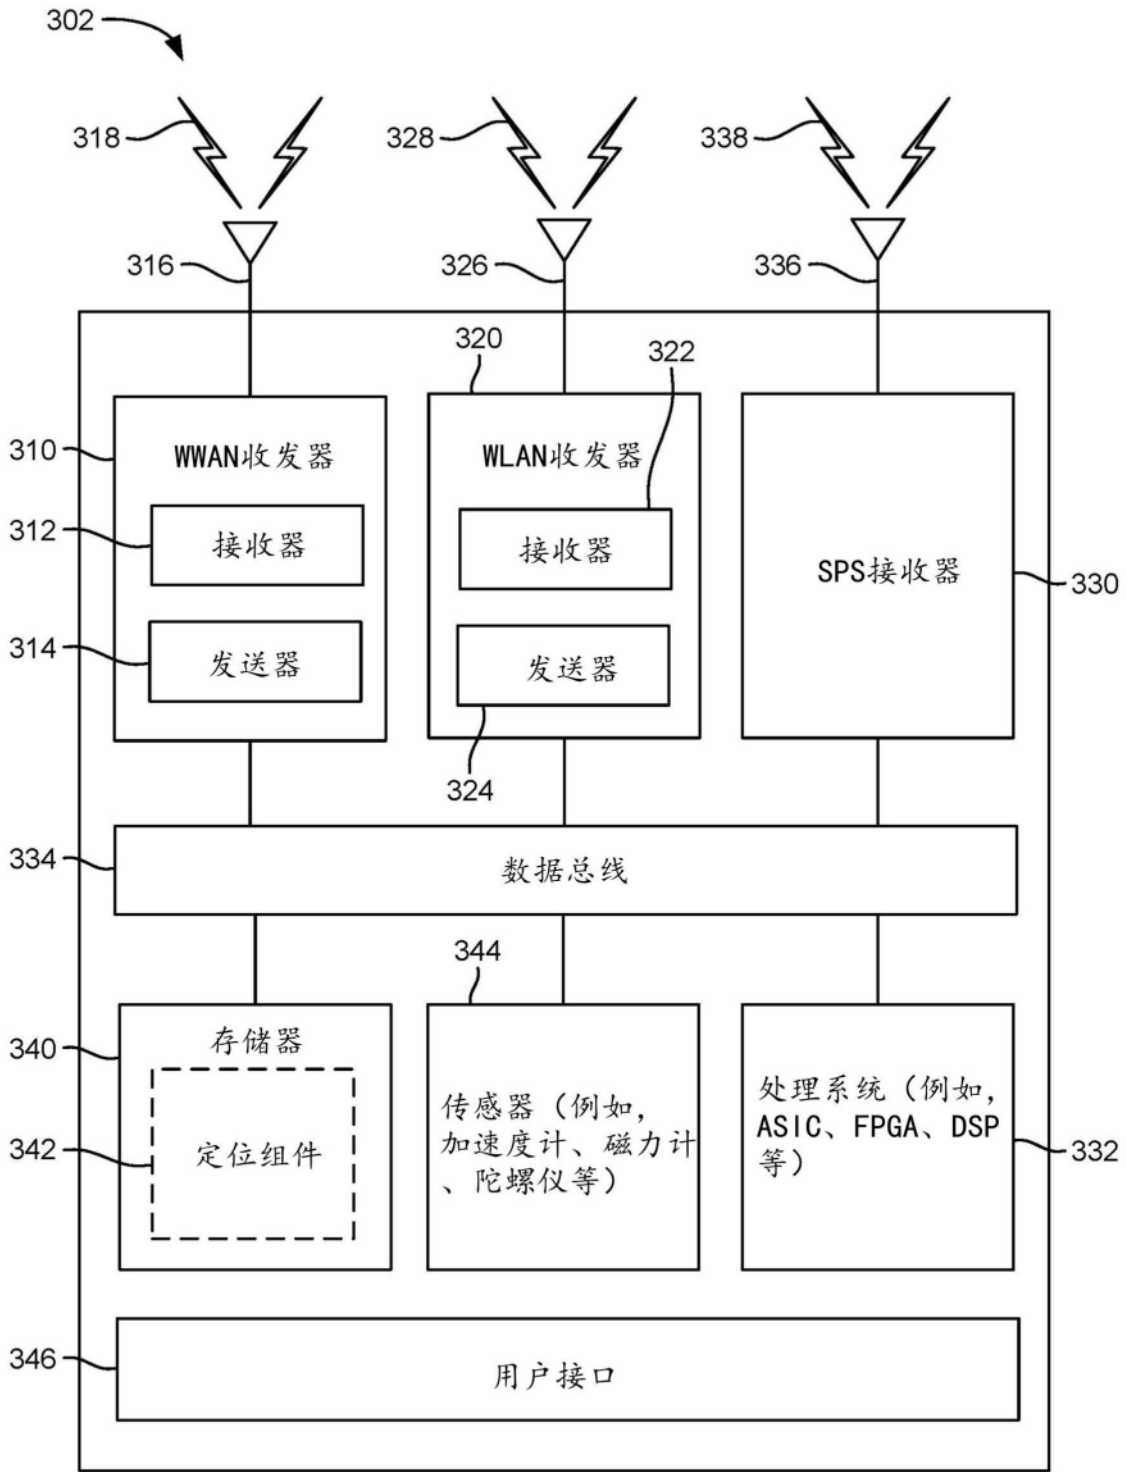 302
318
328
338
316
326
336
320
322
310
WWAN收发器
WLAN收发器
312
接收器
接收器
SPS接收器
330
314
发送器
发送器
324
334
数据总线
344
340
存储器
342
定位组件
传感器（例如，
加速度计、磁力计
、陀螺仪等）
处理系统（例如，
ASIC、FPGA、DSP
等）
332
346
用户接口